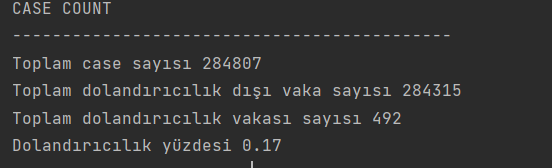 CASE COUNT
--------------------------------------------
Toplam case sayısı 284807
Toplam dolandırıcılık dışı vaka sayısı 284315
Toplam dolandırıcılık vakası sayısı 492
Dolandırıcılık yüzdesi 0.17